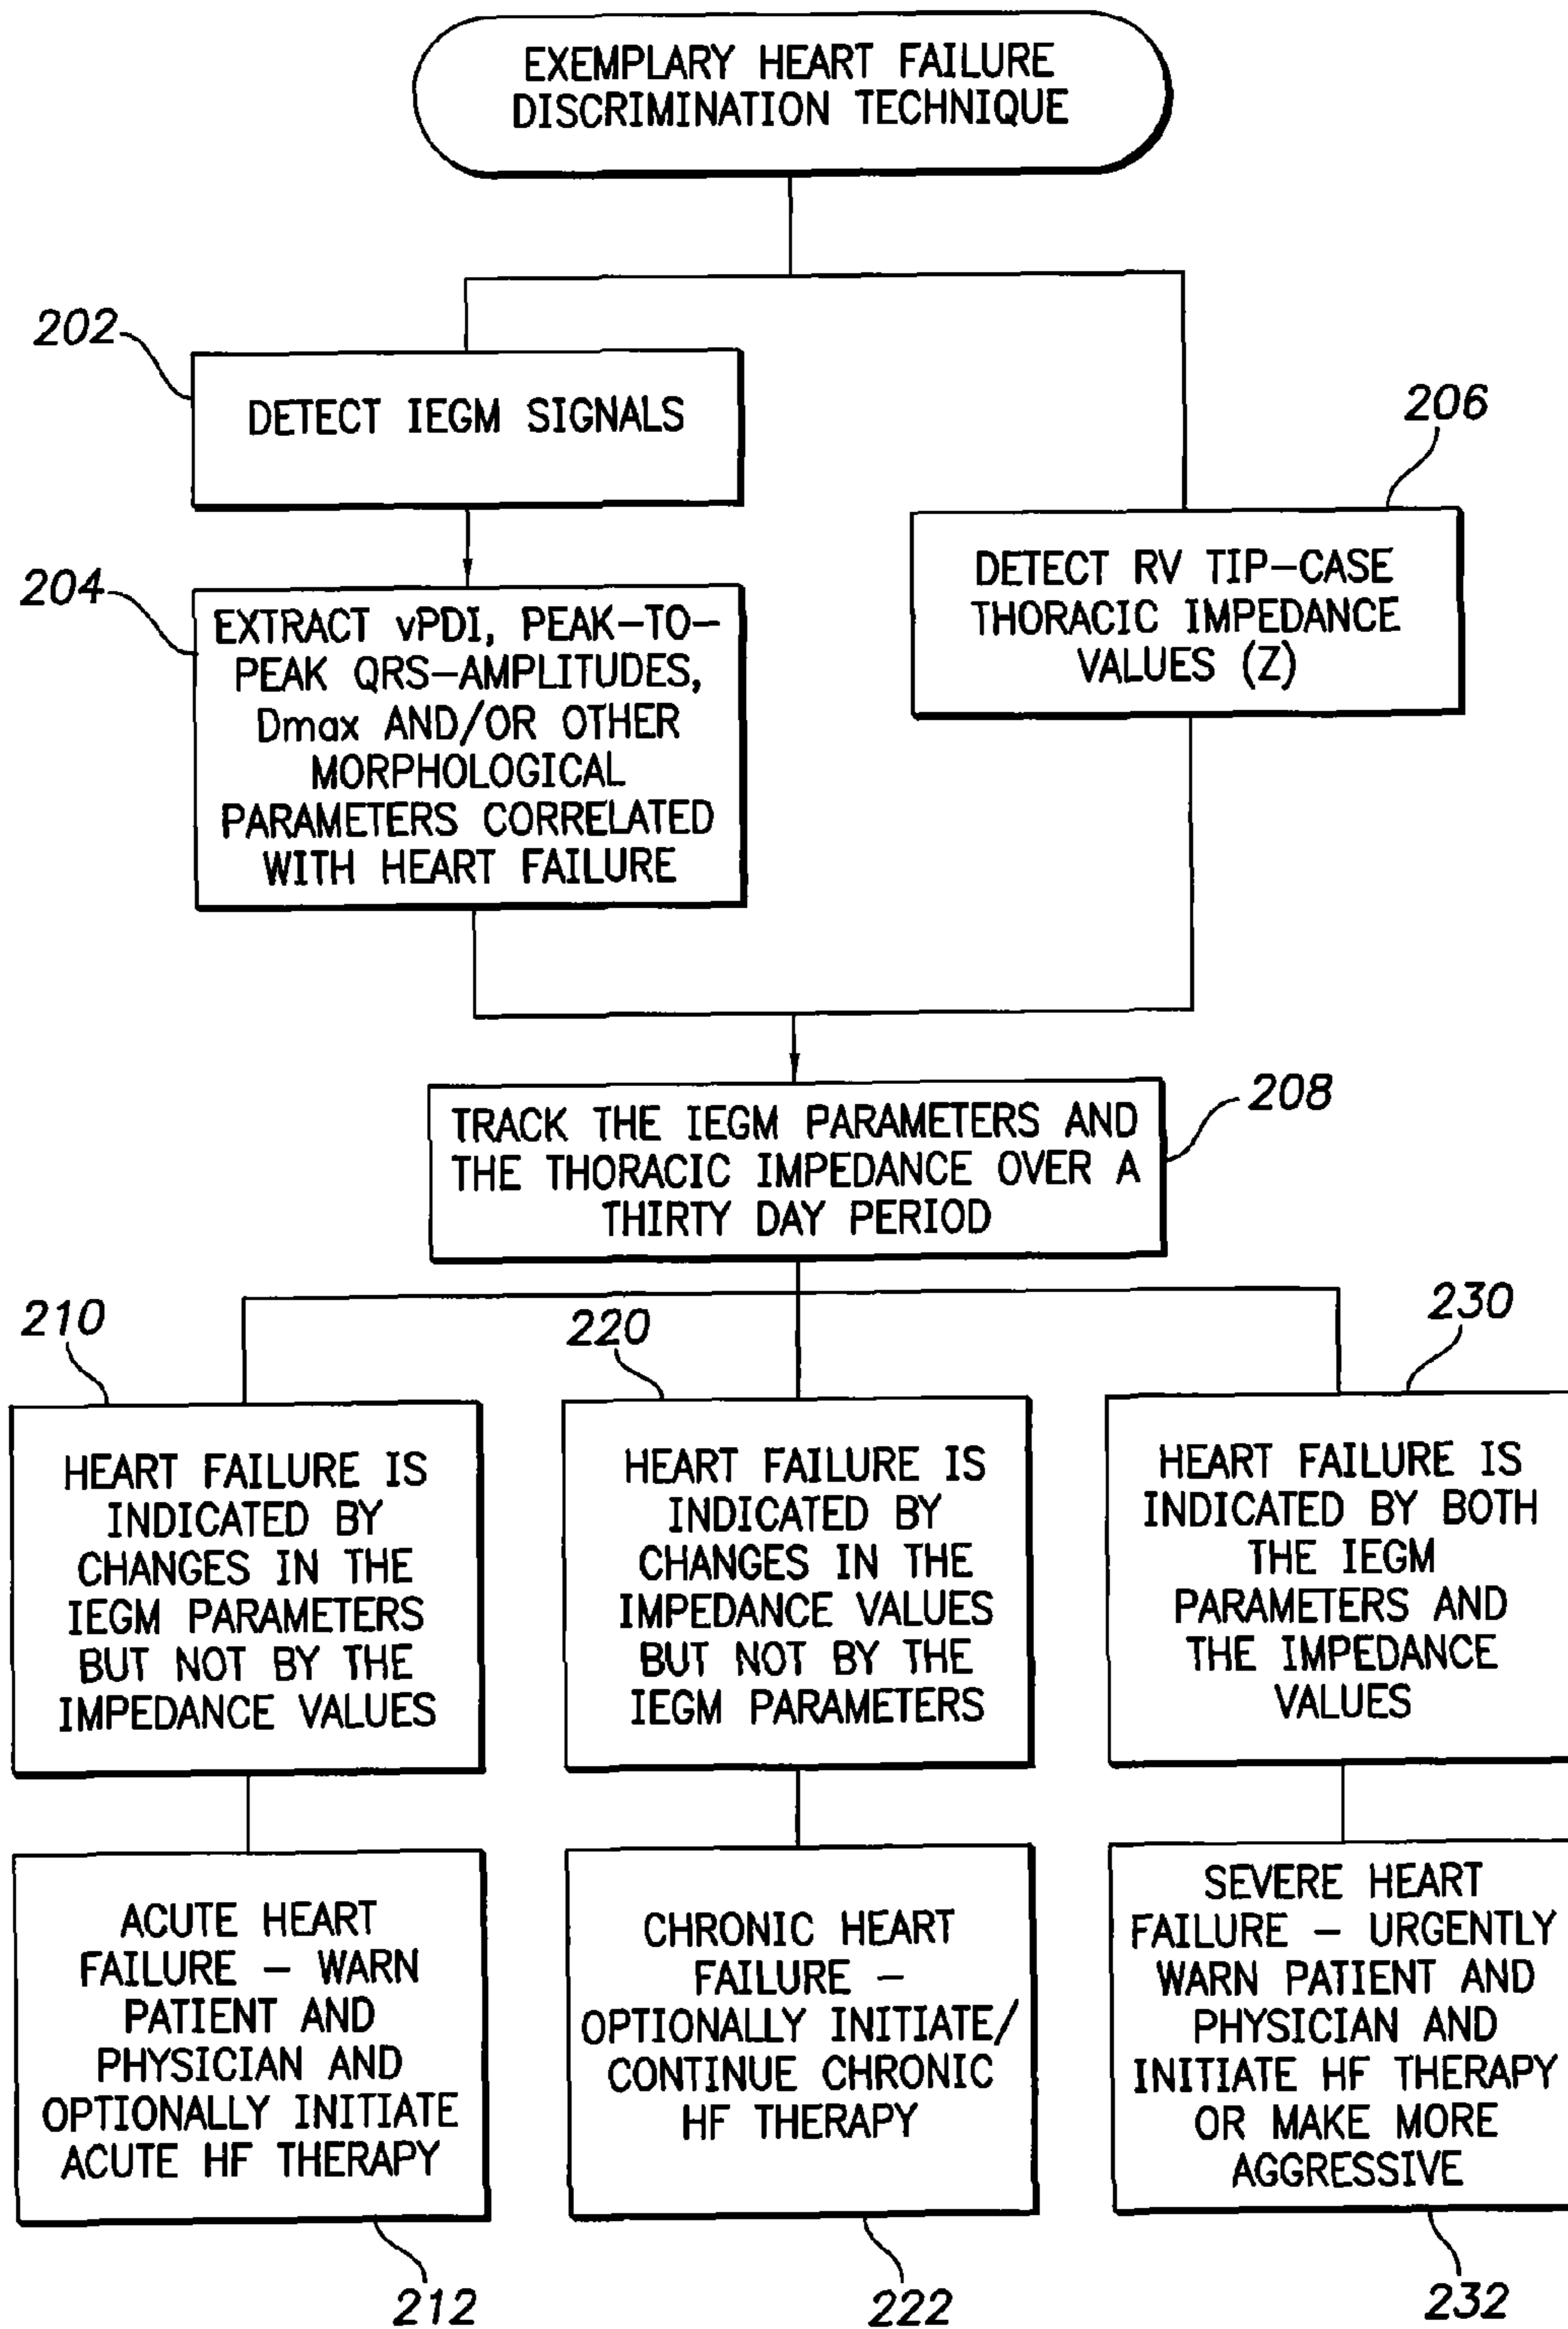 EXEMPLARY HEART FAILURE
DISCRIMINATION TECHNIQUE
202
DETECT IEGM SIGNALS
206
DETECT RV TIP-CASE
THORACIC IMPEDANCE
VALUES (Z)
204
EXTRACT vPDI, PEAK-TO-
PEAK QRS-AMPLITUDES,
Dmax AND/OR OTHER
MORPHOLOGICAL
PARAMETERS CORRELATED
WITH HEART FAILURE
208
TRACK THE IEGM PARAMETERS AND
THE THORACIC IMPEDANCE OVER A
THIRTY DAY PERIOD
210
HEART FAILURE IS
INDICATED BY
CHANGES IN THE
IEGM PARAMETERS
BUT NOT BY THE
IMPEDANCE VALUES
220
HEART FAILURE IS
INDICATED BY
CHANGES IN THE
IMPEDANCE VALUES
BUT NOT BY THE
IEGM PARAMETERS
230
HEART FAILURE IS
INDICATED BY BOTH
THE IEGM
PARAMETERS AND
THE IMPEDANCE
VALUES
ACUTE HEART
FAILURE - WARN
PATIENT AND
PHYSICIAN AND
OPTIONALLY INITIATE
ACUTE HF THERAPY
212
CHRONIC HEART
FAILURE -
OPTIONALLY INITIATE/
CONTINUE CHRONIC
HF THERAPY
222
SEVERE HEART
FAILURE - URGENTLY
WARN PATIENT AND
PHYSICIAN AND
INITIATE HF THERAPY
OR MAKE MORE
AGGRESSIVE
232